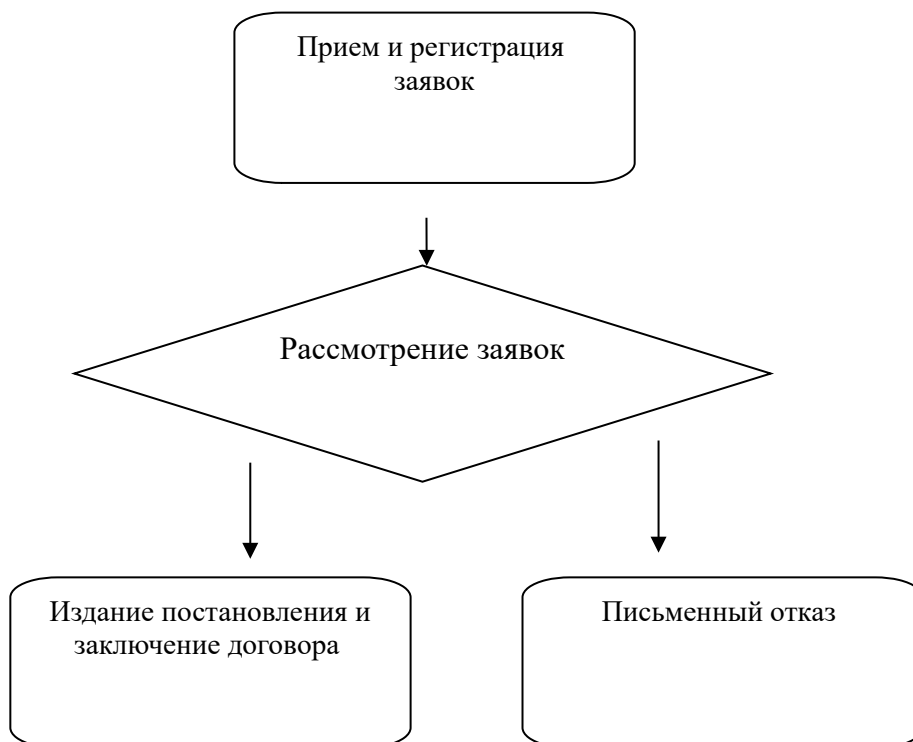 Прием и регистрация
заявок
Рассмотрение заявок
Издание постановления и
заключение договора
Письменный отказ